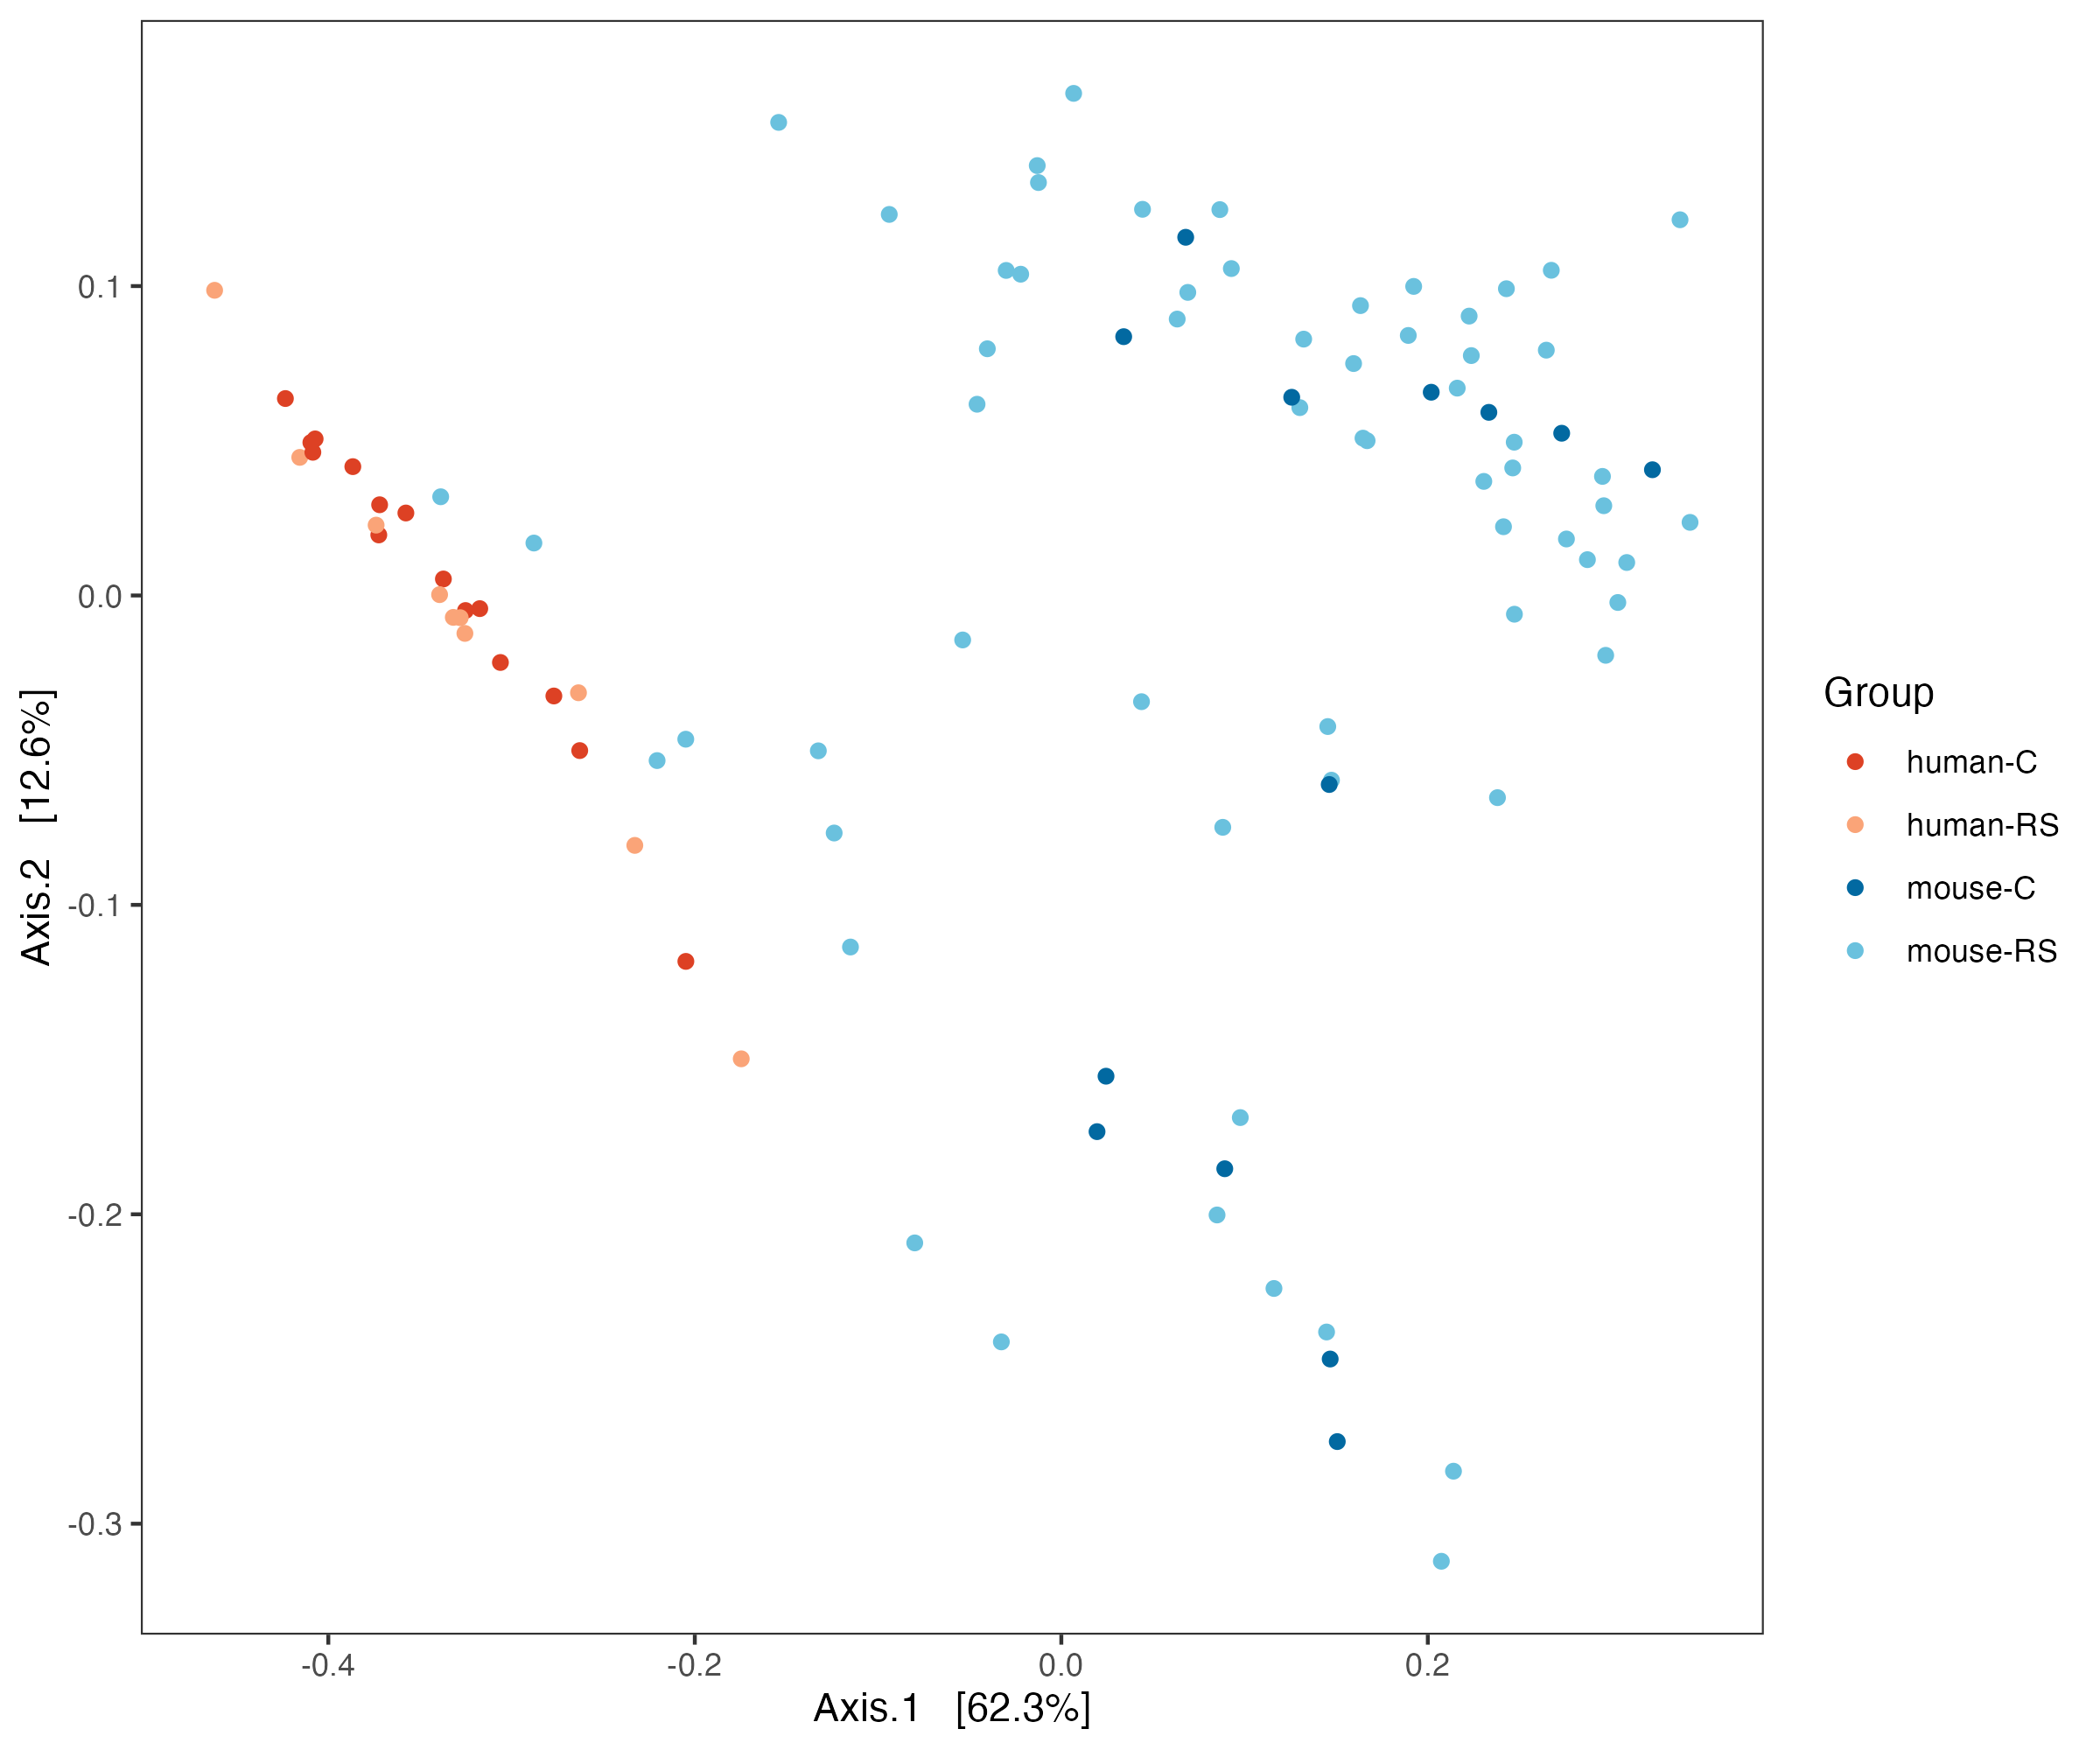 0.1
0.0
-0.1
-0.2
-0.3
Axis.2 [12.6%]
-0.4
-0.2
0.0
0.2
Axis.1 [62.3%]
Group
human-C
human-RS
mouse-C
mouse-RS